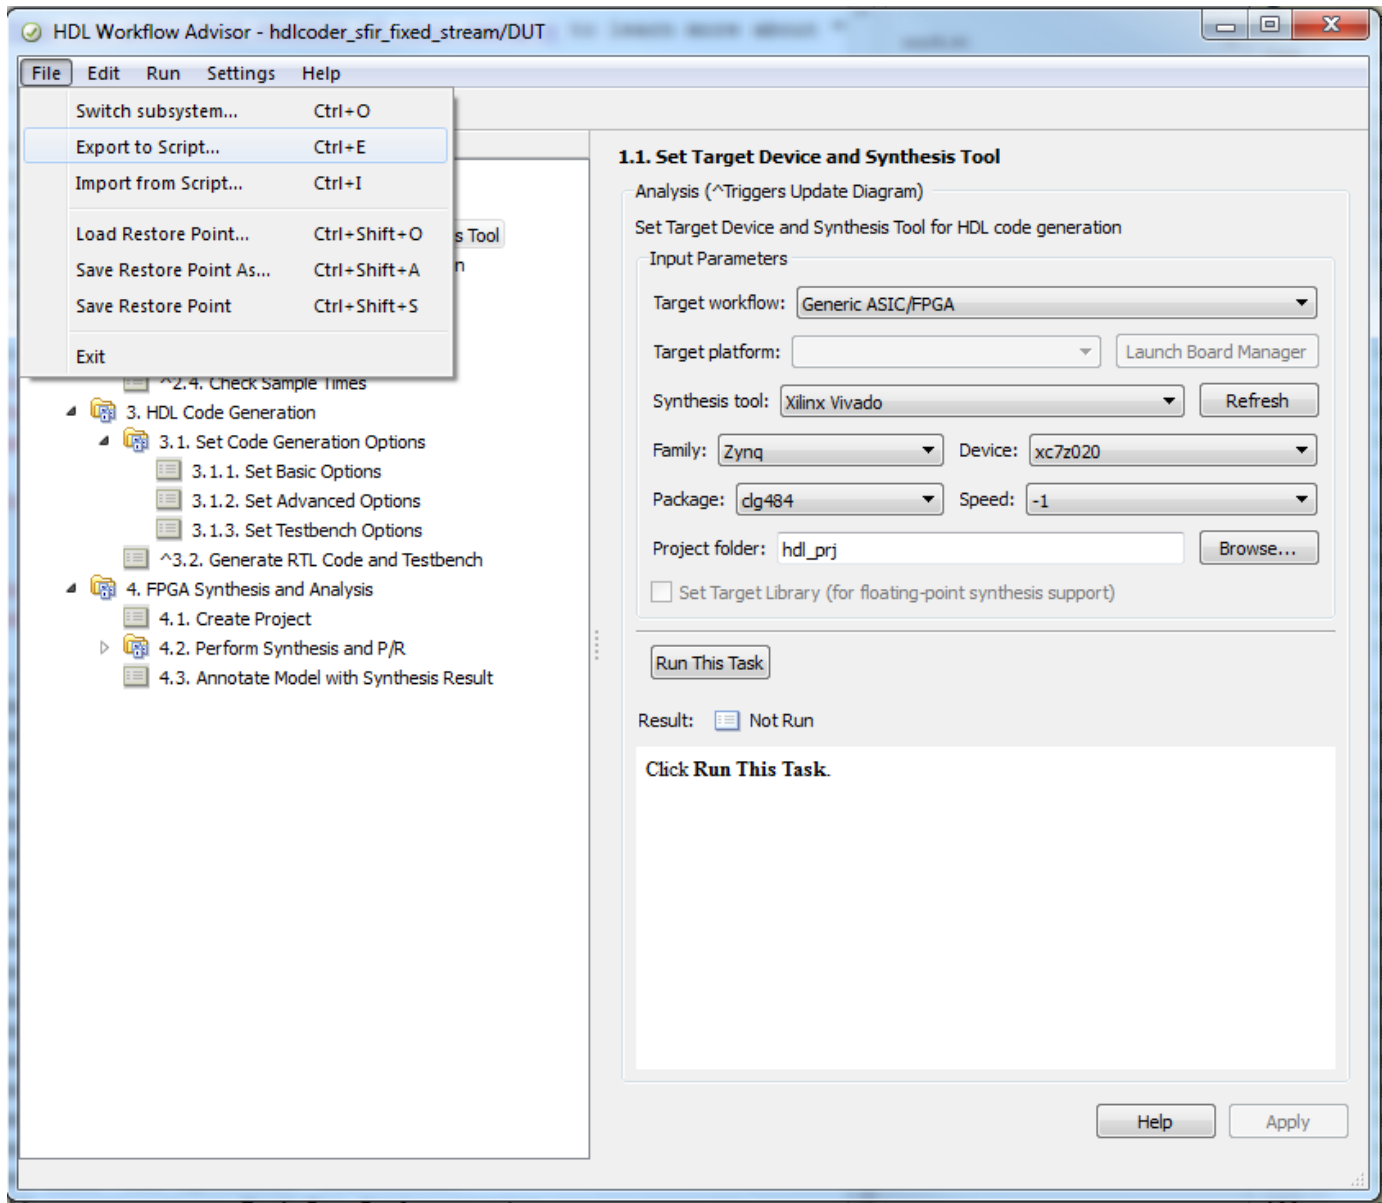 HDL Workflow Advisor - hdlcoder_sfir_fixed_stream/DUT
File Edit Run Settings Help
Switch subsystem... Ctrl+O
Export to Script... Ctrl+E
Import from Script... Ctrl+I
Load Restore Point... Ctrl+Shift+O
Save Restore Point As... Ctrl+Shift+A
Save Restore Point Ctrl+Shift+S
Exit
s Tool
n
^2.4. Check Sample Times
3. HDL Code Generation
3.1. Set Code Generation Options
3.1.1. Set Basic Options
3.1.2. Set Advanced Options
3.1.3. Set Testbench Options
^3.2. Generate RTL Code and Testbench
4. FPGA Synthesis and Analysis
4.1. Create Project
4.2. Perform Synthesis and P/R
4.3. Annotate Model with Synthesis Result
1.1. Set Target Device and Synthesis Tool
Analysis (^Triggers Update Diagram)
Set Target Device and Synthesis Tool for HDL code generation
Input Parameters
Target workflow: Generic ASIC/FPGA
Target platform: Launch Board Manager
Synthesis tool: Xilinx Vivado Refresh
Family: Zynq Device: xc7z020
Package: clg484 Speed: -1
Project folder: hdl_prj Browse...
Set Target Library (for floating-point synthesis support)
Run This Task
Result: Not Run
Click Run This Task.
Help Apply